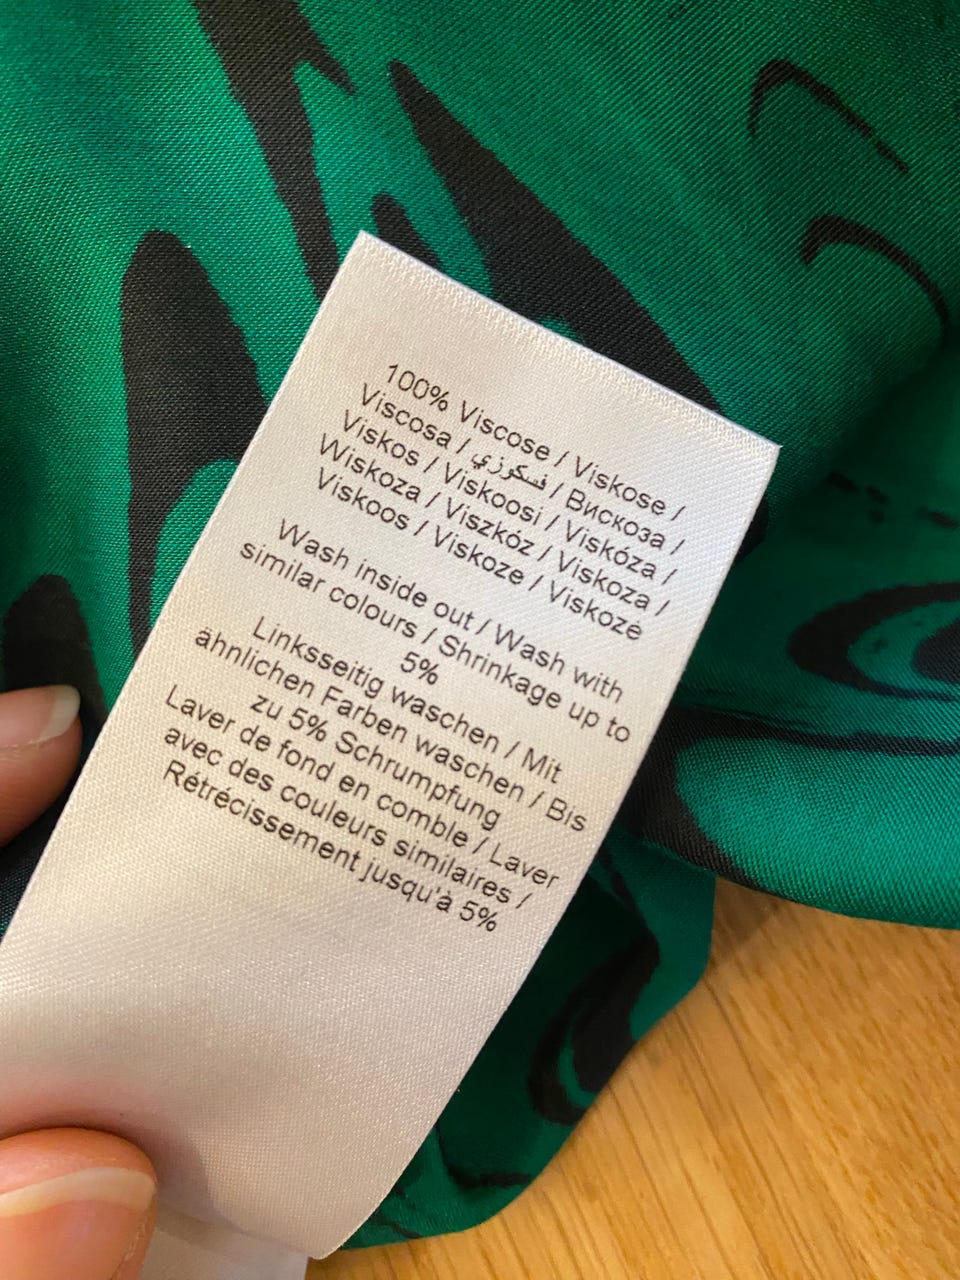 100% Viscose / Viskose /
Viscosa / فسكوزي / Вискоза /
Viskos / Viskoosi / Viskóza /
Wiskoza / Viszkóz / Viskoza /
Viskoos / Viskoze / Viskozė
Wash inside out / Wash with
similar colours / Shrinkage up to
5%
Linksseitig waschen / Mit
ähnlichen Farben waschen / Bis
zu 5% Schrumpfung
Laver de fond en comble / Laver
avec des couleurs similaires /
Rétrécissement jusqu'à 5%